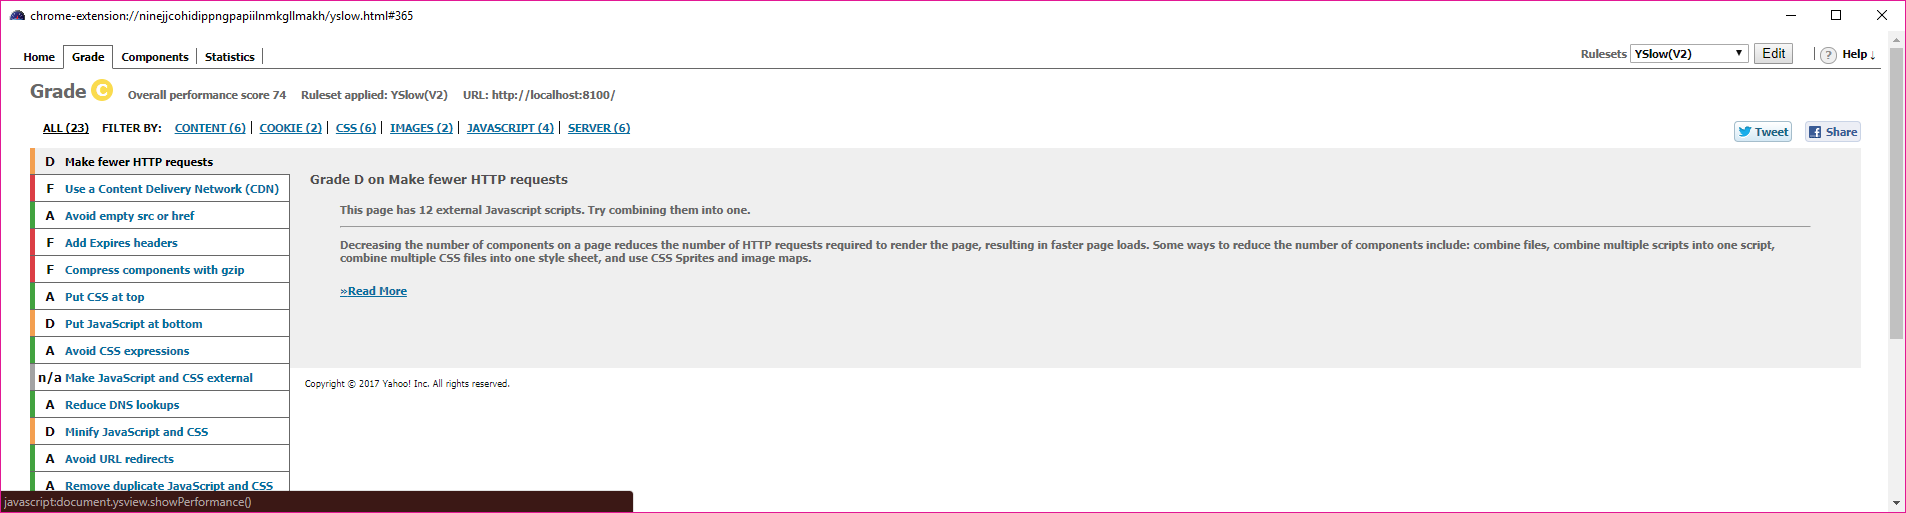 chrome-extension://ninejjcohidippngpapiilnmkgllmakh/yslow.html#365
Home Grade Components Statistics Rulesets YSlow(V2) Edit ? Help ↓
Grade C Overall performance score 74 Ruleset applied: YSlow(V2) URL: http://localhost:8100/
ALL (23) FILTER BY: CONTENT (6) | COOKIE (2) | CSS (6) | IMAGES (2) | JAVASCRIPT (4) | SERVER (6)
Tweet Share
D Make fewer HTTP requests
F Use a Content Delivery Network (CDN)
A Avoid empty src or href
F Add Expires headers
F Compress components with gzip
A Put CSS at top
D Put JavaScript at bottom
A Avoid CSS expressions
n/a Make JavaScript and CSS external
A Reduce DNS lookups
D Minify JavaScript and CSS
A Avoid URL redirects
A Remove duplicate JavaScript and CSS
Grade D on Make fewer HTTP requests
This page has 12 external Javascript scripts. Try combining them into one.
Decreasing the number of components on a page reduces the number of HTTP requests required to render the page, resulting in faster page loads. Some ways to reduce the number of components include: combine files, combine multiple scripts into one script,
combine multiple CSS files into one style sheet, and use CSS Sprites and image maps.
»Read More
Copyright © 2017 Yahoo! Inc. All rights reserved.
javascript:document.ysview.showPerformance()